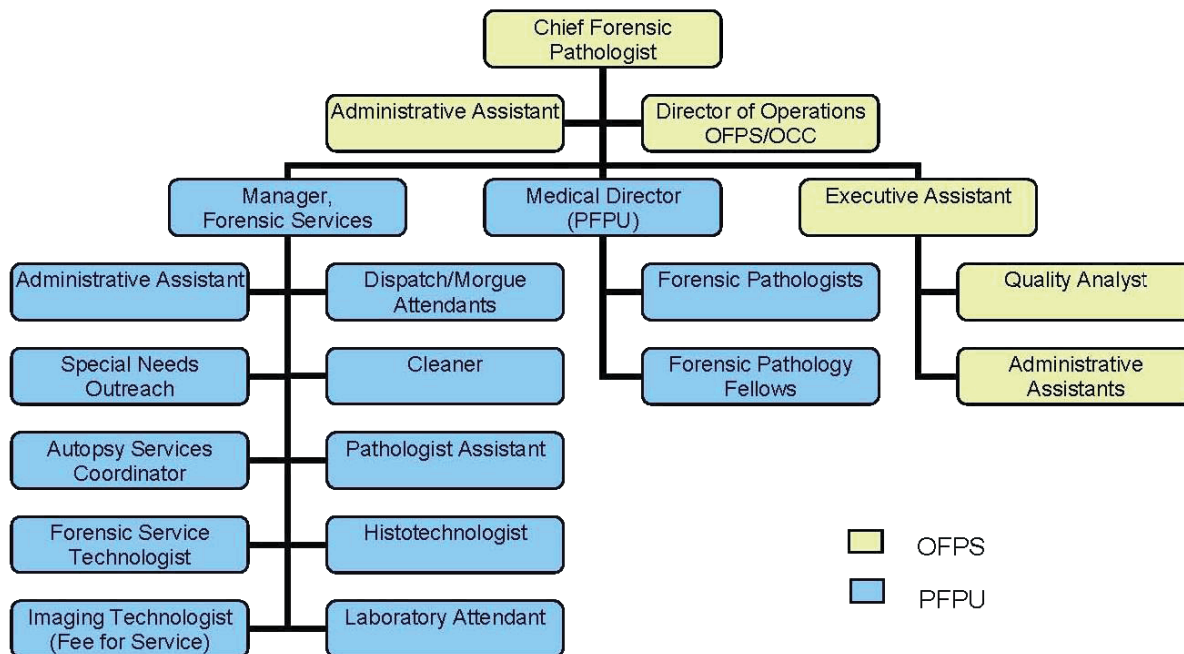 Chief Forensic
Pathologist
Administrative Assistant
Director of Operations
OFPS/OCC
Manager,
Forensic Services
Medical Director
(PFPU)
Executive Assistant
Administrative Assistant
Dispatch/Morgue
Attendants
Forensic Pathologists
Quality Analyst
Special Needs
Outreach
Cleaner
Forensic Pathology
Fellows
Administrative
Assistants
Autopsy Services
Coordinator
Pathologist Assistant
Forensic Service
Technologist
Histotechnologist
Imaging Technologist
(Fee for Service)
Laboratory Attendant
OFPS
PFPU